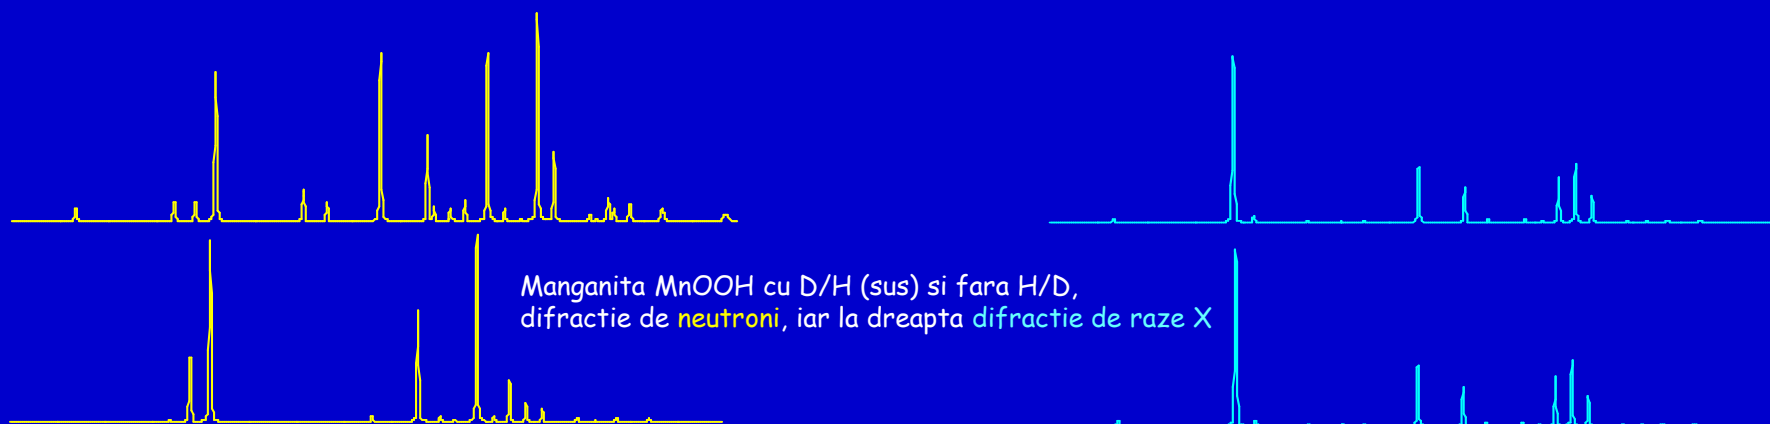 Manganita MnOOH cu D/H (sus) si fara H/D,
difractie de neutroni, iar la dreapta difractie de raze X